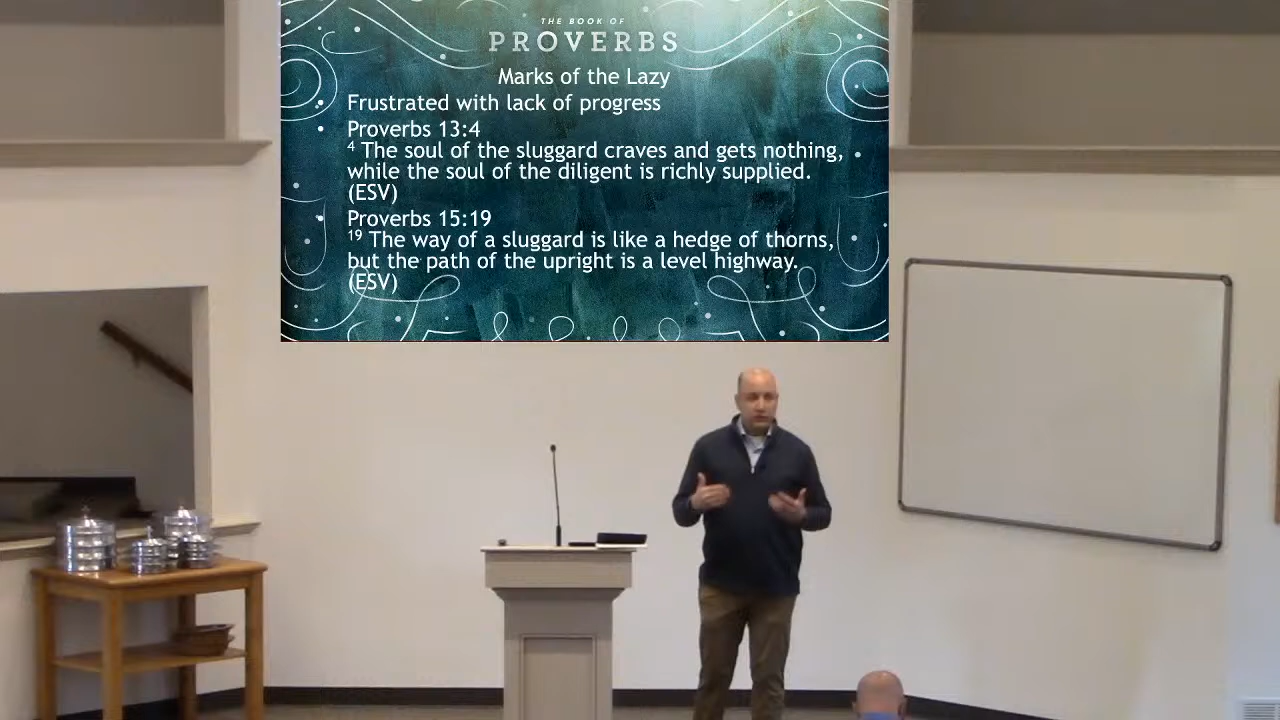 THE BOOK OF
PROVERBS
Marks of the Lazy
• Frustrated with lack of progress
• Proverbs 13:4
⁴ The soul of the sluggard craves and gets nothing,
while the soul of the diligent is richly supplied.
(ESV)
• Proverbs 15:19
¹⁹ The way of a sluggard is like a hedge of thorns,
but the path of the upright is a level highway.
(ESV)